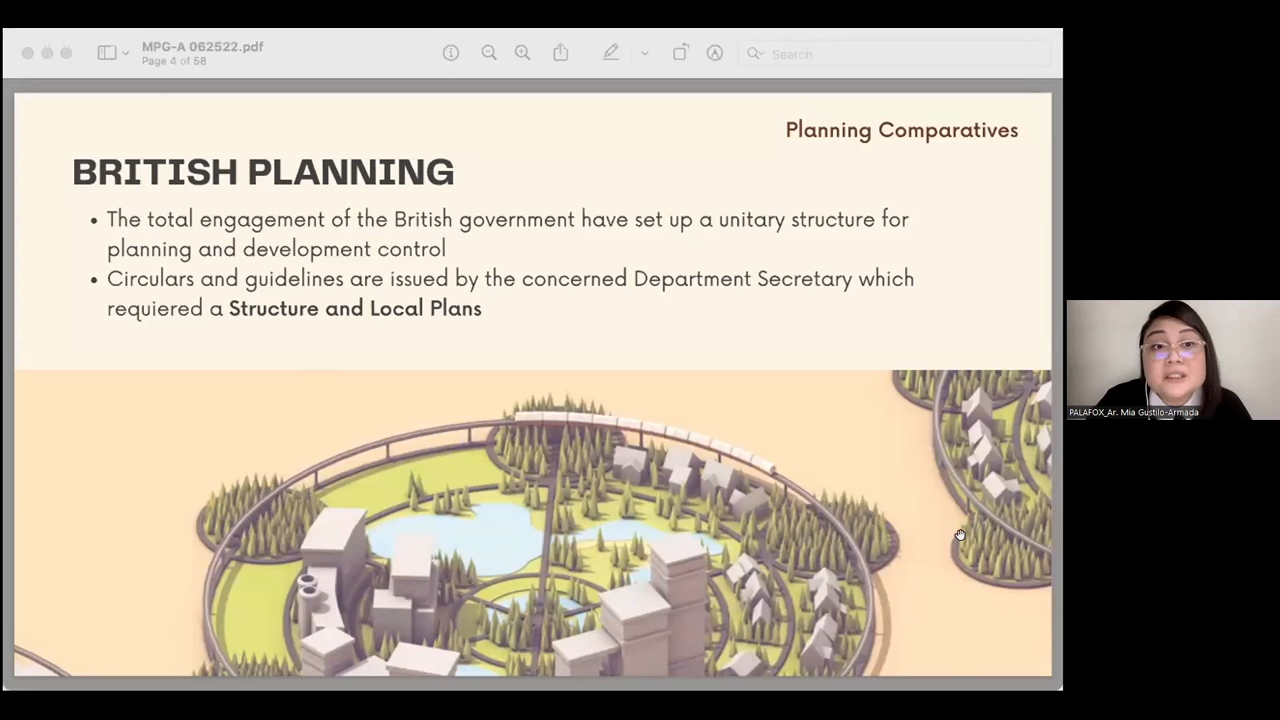 MPG-A 062522.pdf
Page 4 of 58
Search
Planning Comparatives
BRITISH PLANNING
• The total engagement of the British government have set up a unitary structure for
planning and development control
• Circulars and guidelines are issued by the concerned Department Secretary which
requiered a Structure and Local Plans
PALAFOX_Ar. Mia Gustilo-Armada